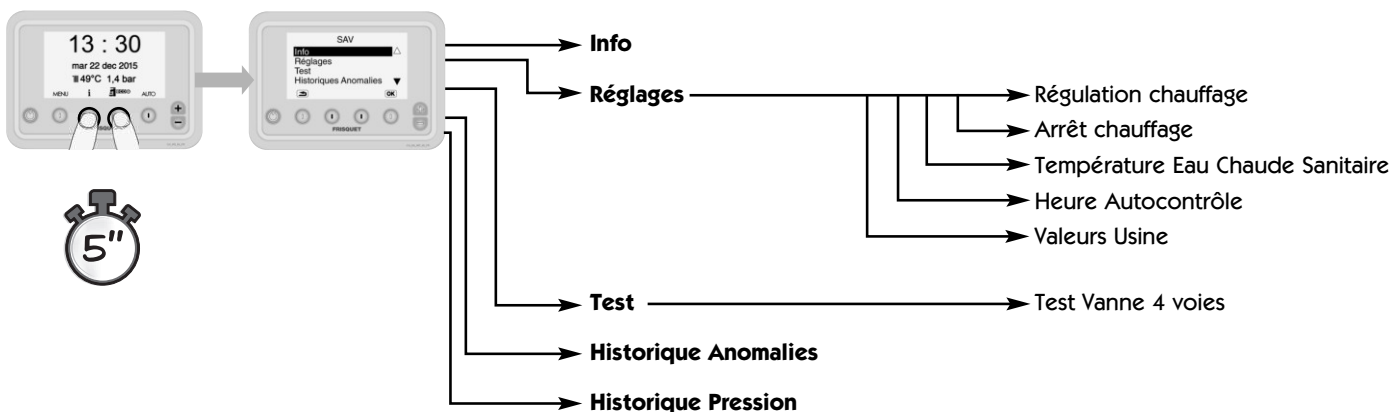 13 : 30
mar 22 dec 2015
49°C 1,4 bar
MENU i AUTO
+
−
5"
SAV
Info
Réglages
Test
Historiques Anomalies
OK
FRISQUET
Info
Réglages
Régulation chauffage
Arrêt chauffage
Température Eau Chaude Sanitaire
Heure Autocontrôle
Valeurs Usine
Test
Test Vanne 4 voies
Historique Anomalies
Historique Pression